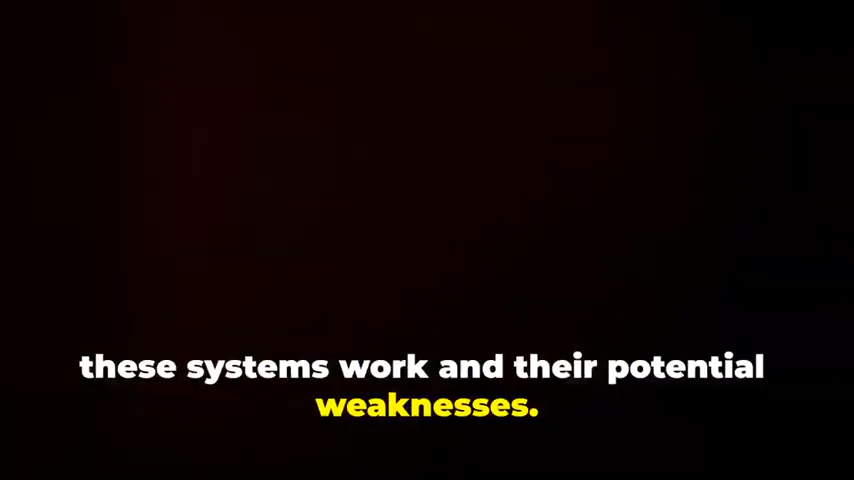 these systems work and their potential
weaknesses.